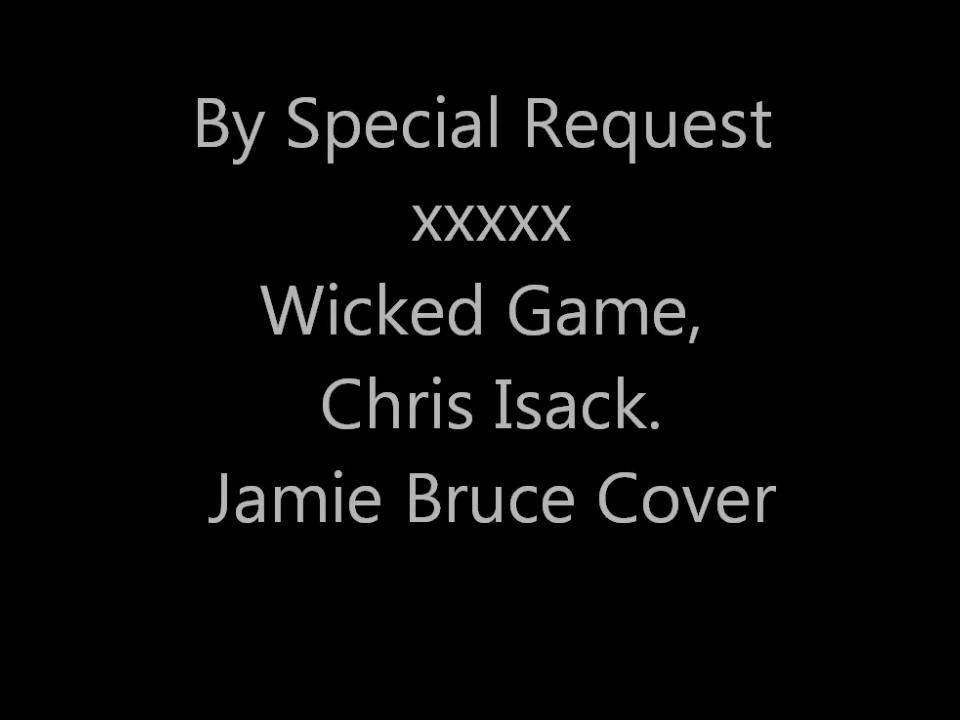 By Special Request
xxxxx
Wicked Game,
Chris Isack.
Jamie Bruce Cover